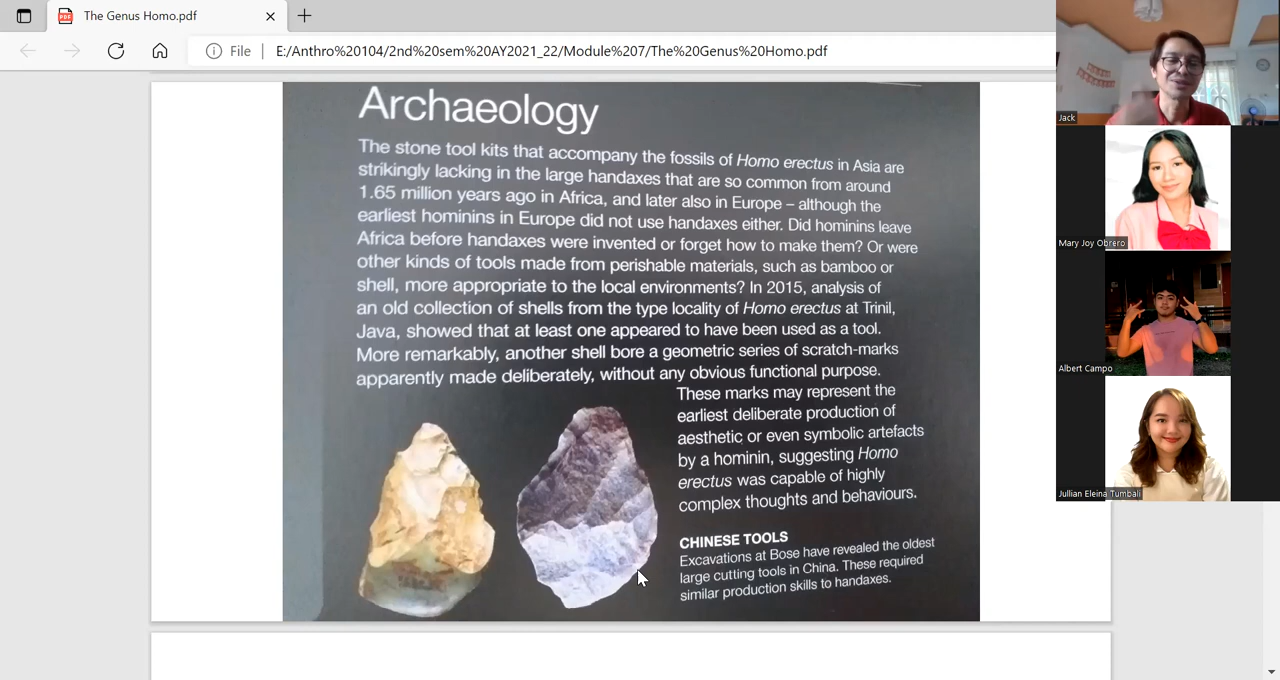 The Genus Homo.pdf
File
E:/Anthro%20104/2nd%20sem%20AY2021_22/Module%207/The%20Genus%20Homo.pdf
Archaeology
The stone tool kits that accompany the fossils of Homo erectus in Asia are
strikingly lacking in the large handaxes that are so common from around
1.65 million years ago in Africa, and later also in Europe – although the
earliest hominins in Europe did not use handaxes either. Did hominins leave
Africa before handaxes were invented or forget how to make them? Or were
other kinds of tools made from perishable materials, such as bamboo or
shell, more appropriate to the local environments? In 2015, analysis of
an old collection of shells from the type locality of Homo erectus at Trinil,
Java, showed that at least one appeared to have been used as a tool.
More remarkably, another shell bore a geometric series of scratch-marks
apparently made deliberately, without any obvious functional purpose.
These marks may represent the
earliest deliberate production of
aesthetic or even symbolic artefacts
by a hominin, suggesting Homo
erectus was capable of highly
complex thoughts and behaviours.
CHINESE TOOLS
Excavations at Bose have revealed the oldest
large cutting tools in China. These required
similar production skills to handaxes.
Jack
Mary Joy Obrero
Albert Campo
Jullian Eleina Tumbali